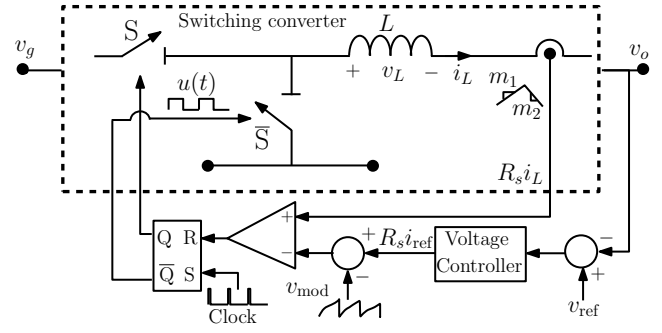 Switching converter
S
L
v_g
v_o
+ v_L − i_L
m_1
m_2
u(t)
S̅
R_s i_L
Q R
+
−
Q̅ S
+
R_s i_ref
−
Voltage
Controller
−
+
v_mod
v_ref
Clock